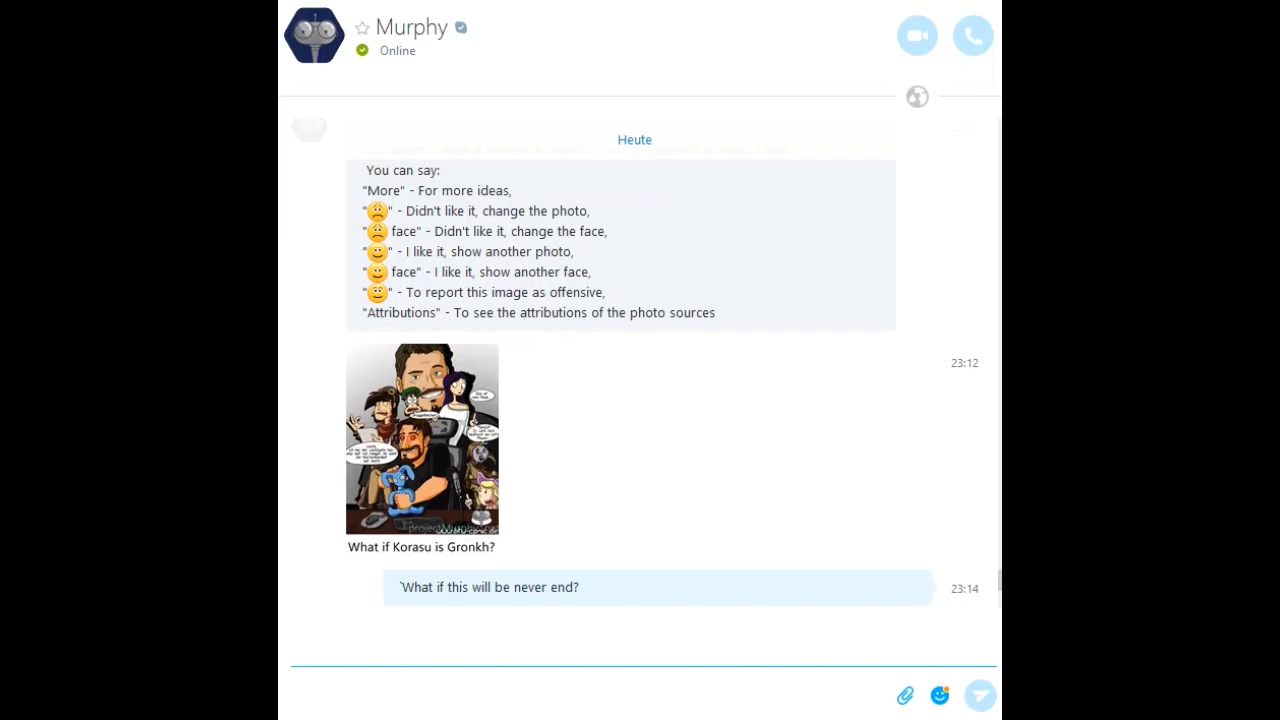 Murphy
Online
Heute
You can say:
"More" - For more ideas,
"" - Didn't like it, change the photo,
" face" - Didn't like it, change the face,
"" - I like it, show another photo,
" face" - I like it, show another face,
"" - To report this image as offensive,
"Attributions" - To see the attributions of the photo sources
23:12
What if Korasu is Gronkh?
`What if this will be never end?
23:14